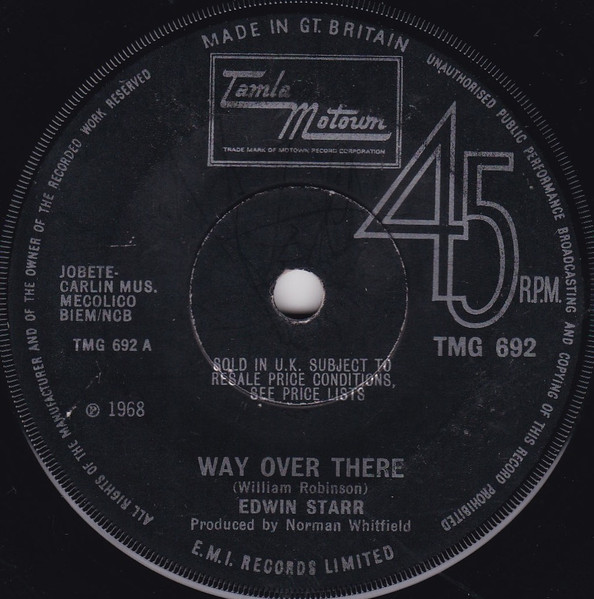 MADE IN GT. BRITAIN
UNAUTHORISED PUBLIC PERFORMANCE BROADCASTING AND COPYING OF THIS RECORD PROHIBITED
ALL RIGHTS OF THE MANUFACTURER AND OF THE OWNER OF THE RECORDED WORK RESERVED
Tamla
Motown
TRADE MARK OF MOTOWN RECORD CORPORATION
45
R.P.M.
JOBETE-
CARLIN MUS.
MECOLICO
BIEM/NCB
TMG 692 A
TMG 692
SOLD IN U.K. SUBJECT TO
RESALE PRICE CONDITIONS,
SEE PRICE LISTS
℗ 1968
WAY OVER THERE
(William Robinson)
EDWIN STARR
Produced by Norman Whitfield
E.M.I. RECORDS LIMITED